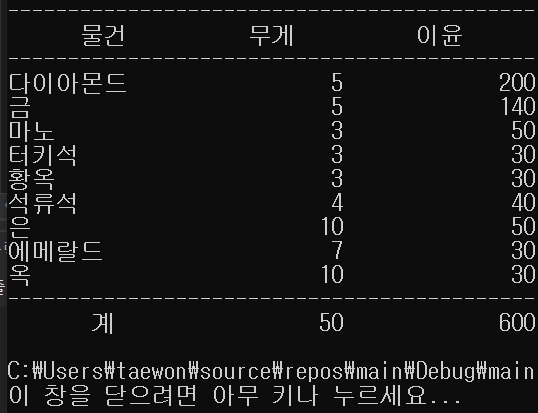 ------------------------------------
물건 무게 이윤
------------------------------------
다이아몬드 5 200
금 5 140
마노 3 50
터키석 3 30
황옥 3 30
석류석 4 40
은 10 50
에메랄드 7 30
옥 10 30
------------------------------------
계 50 600
C:₩Users₩taewon₩source₩repos₩main₩Debug₩main
이 창을 닫으려면 아무 키나 누르세요...